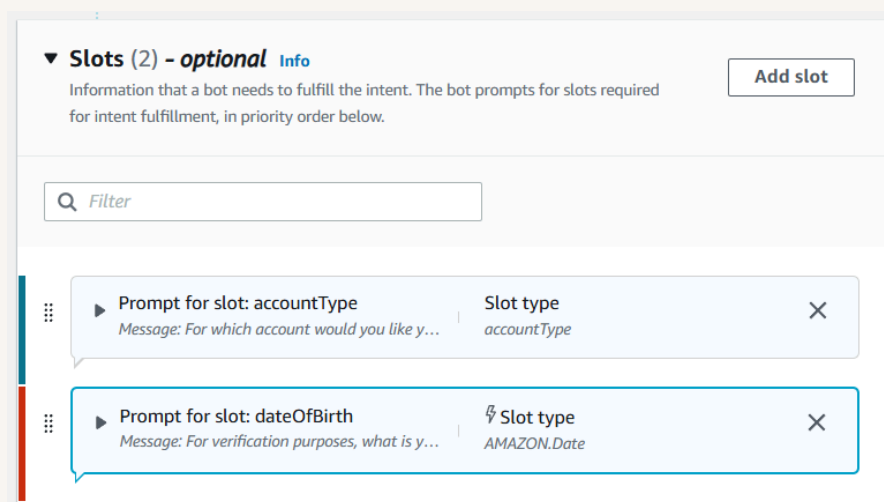 Slots (2) - optional Info
Information that a bot needs to fulfill the intent. The bot prompts for slots required
for intent fulfillment, in priority order below.
Add slot
Filter
Prompt for slot: accountType
Message: For which account would you like y...
Slot type
accountType
Prompt for slot: dateOfBirth
Message: For verification purposes, what is y...
Slot type
AMAZON.Date